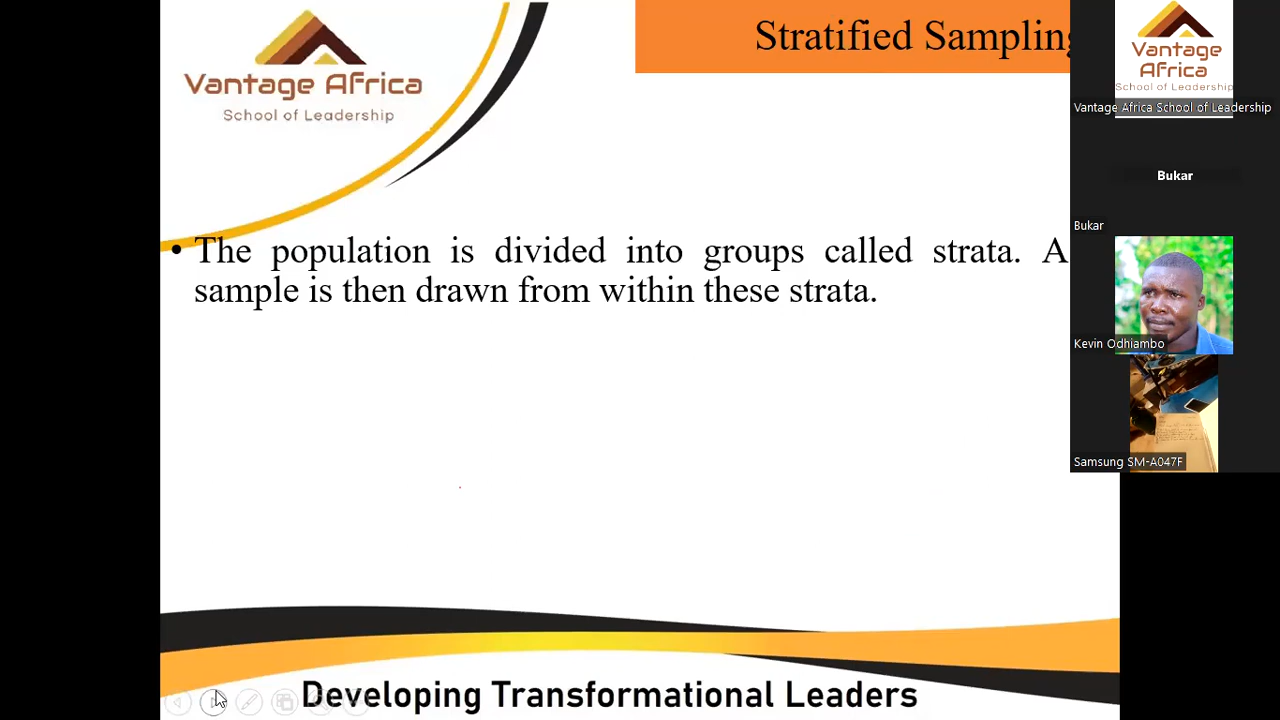 Vantage Africa
School of Leadership
Stratified Sampling
• The population is divided into groups called strata. A
sample is then drawn from within these strata.
Developing Transformational Leaders
Vantage
Africa
School of Leadership
Vantage Africa School of Leadership
Bukar
Bukar
Kevin Odhiambo
Samsung SM-A047F